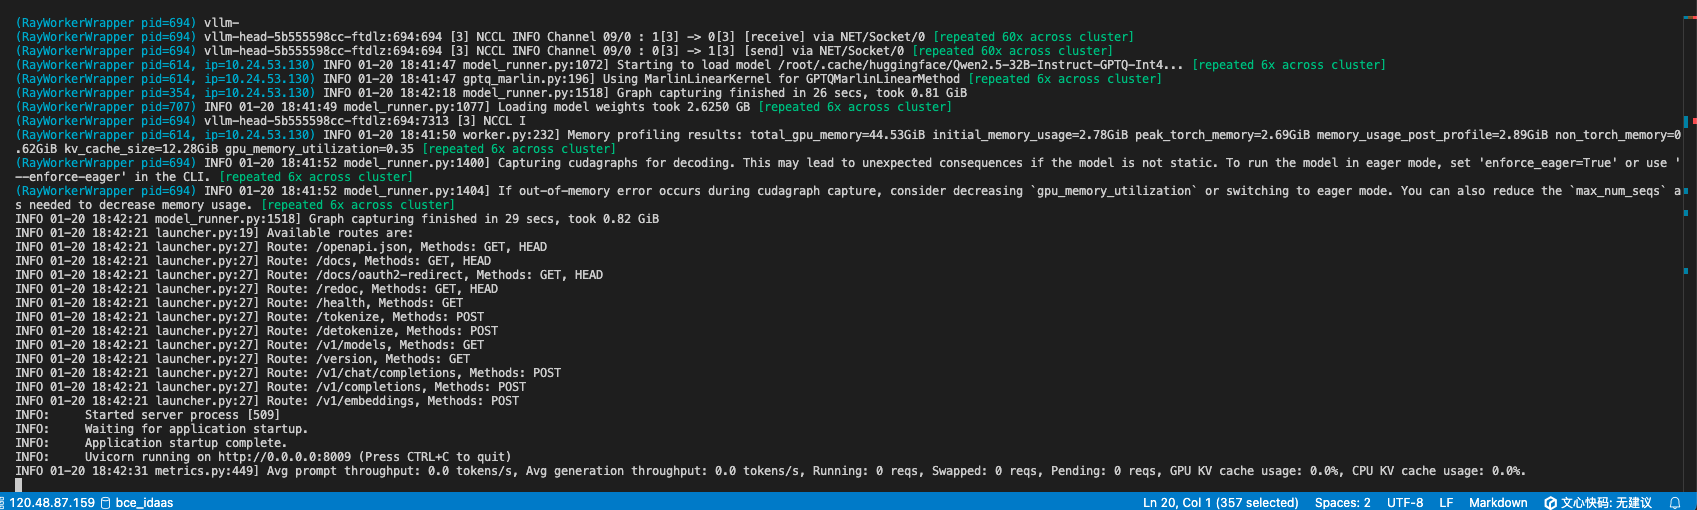 (RayWorkerWrapper pid=694) vllm-
(RayWorkerWrapper pid=694) vllm-head-5b555598cc-ftdlz:694:694 [3] NCCL INFO Channel 09/0 : 1[3] -> 0[3] [receive] via NET/Socket/0 [repeated 60x across cluster]
(RayWorkerWrapper pid=694) vllm-head-5b555598cc-ftdlz:694:694 [3] NCCL INFO Channel 09/0 : 0[3] -> 1[3] [send] via NET/Socket/0 [repeated 60x across cluster]
(RayWorkerWrapper pid=614, ip=10.24.53.130) INFO 01-20 18:41:47 model_runner.py:1072] Starting to load model /root/.cache/huggingface/Qwen2.5-32B-Instruct-GPTQ-Int4... [repeated 6x across cluster]
(RayWorkerWrapper pid=614, ip=10.24.53.130) INFO 01-20 18:41:47 gptq_marlin.py:196] Using MarlinLinearKernel for GPTQMarlinLinearMethod [repeated 6x across cluster]
(RayWorkerWrapper pid=354, ip=10.24.53.130) INFO 01-20 18:42:18 model_runner.py:1518] Graph capturing finished in 26 secs, took 0.81 GiB
(RayWorkerWrapper pid=707) INFO 01-20 18:41:49 model_runner.py:1077] Loading model weights took 2.6250 GB [repeated 6x across cluster]
(RayWorkerWrapper pid=694) vllm-head-5b555598cc-ftdlz:694:7313 [3] NCCL I
(RayWorkerWrapper pid=614, ip=10.24.53.130) INFO 01-20 18:41:50 worker.py:232] Memory profiling results: total_gpu_memory=44.53GiB initial_memory_usage=2.78GiB peak_torch_memory=2.69GiB memory_usage_post_profile=2.89GiB non_torch_memory=0
.62GiB kv_cache_size=12.28GiB gpu_memory_utilization=0.35 [repeated 6x across cluster]
(RayWorkerWrapper pid=694) INFO 01-20 18:41:52 model_runner.py:1400] Capturing cudagraphs for decoding. This may lead to unexpected consequences if the model is not static. To run the model in eager mode, set 'enforce_eager=True' or use '
--enforce-eager' in the CLI. [repeated 6x across cluster]
(RayWorkerWrapper pid=694) INFO 01-20 18:41:52 model_runner.py:1404] If out-of-memory error occurs during cudagraph capture, consider decreasing `gpu_memory_utilization` or switching to eager mode. You can also reduce the `max_num_seqs` a
s needed to decrease memory usage. [repeated 6x across cluster]
INFO 01-20 18:42:21 model_runner.py:1518] Graph capturing finished in 29 secs, took 0.82 GiB
INFO 01-20 18:42:21 launcher.py:19] Available routes are:
INFO 01-20 18:42:21 launcher.py:27] Route: /openapi.json, Methods: GET, HEAD
INFO 01-20 18:42:21 launcher.py:27] Route: /docs, Methods: GET, HEAD
INFO 01-20 18:42:21 launcher.py:27] Route: /docs/oauth2-redirect, Methods: GET, HEAD
INFO 01-20 18:42:21 launcher.py:27] Route: /redoc, Methods: GET, HEAD
INFO 01-20 18:42:21 launcher.py:27] Route: /health, Methods: GET
INFO 01-20 18:42:21 launcher.py:27] Route: /tokenize, Methods: POST
INFO 01-20 18:42:21 launcher.py:27] Route: /detokenize, Methods: POST
INFO 01-20 18:42:21 launcher.py:27] Route: /v1/models, Methods: GET
INFO 01-20 18:42:21 launcher.py:27] Route: /version, Methods: GET
INFO 01-20 18:42:21 launcher.py:27] Route: /v1/chat/completions, Methods: POST
INFO 01-20 18:42:21 launcher.py:27] Route: /v1/completions, Methods: POST
INFO 01-20 18:42:21 launcher.py:27] Route: /v1/embeddings, Methods: POST
INFO:     Started server process [509]
INFO:     Waiting for application startup.
INFO:     Application startup complete.
INFO:     Uvicorn running on http://0.0.0.0:8009 (Press CTRL+C to quit)
INFO 01-20 18:42:31 metrics.py:449] Avg prompt throughput: 0.0 tokens/s, Avg generation throughput: 0.0 tokens/s, Running: 0 reqs, Swapped: 0 reqs, Pending: 0 reqs, GPU KV cache usage: 0.0%, CPU KV cache usage: 0.0%.
120.48.87.159 bce_idaas Ln 20, Col 1 (357 selected) Spaces: 2 UTF-8 LF Markdown 文心快码: 无建议